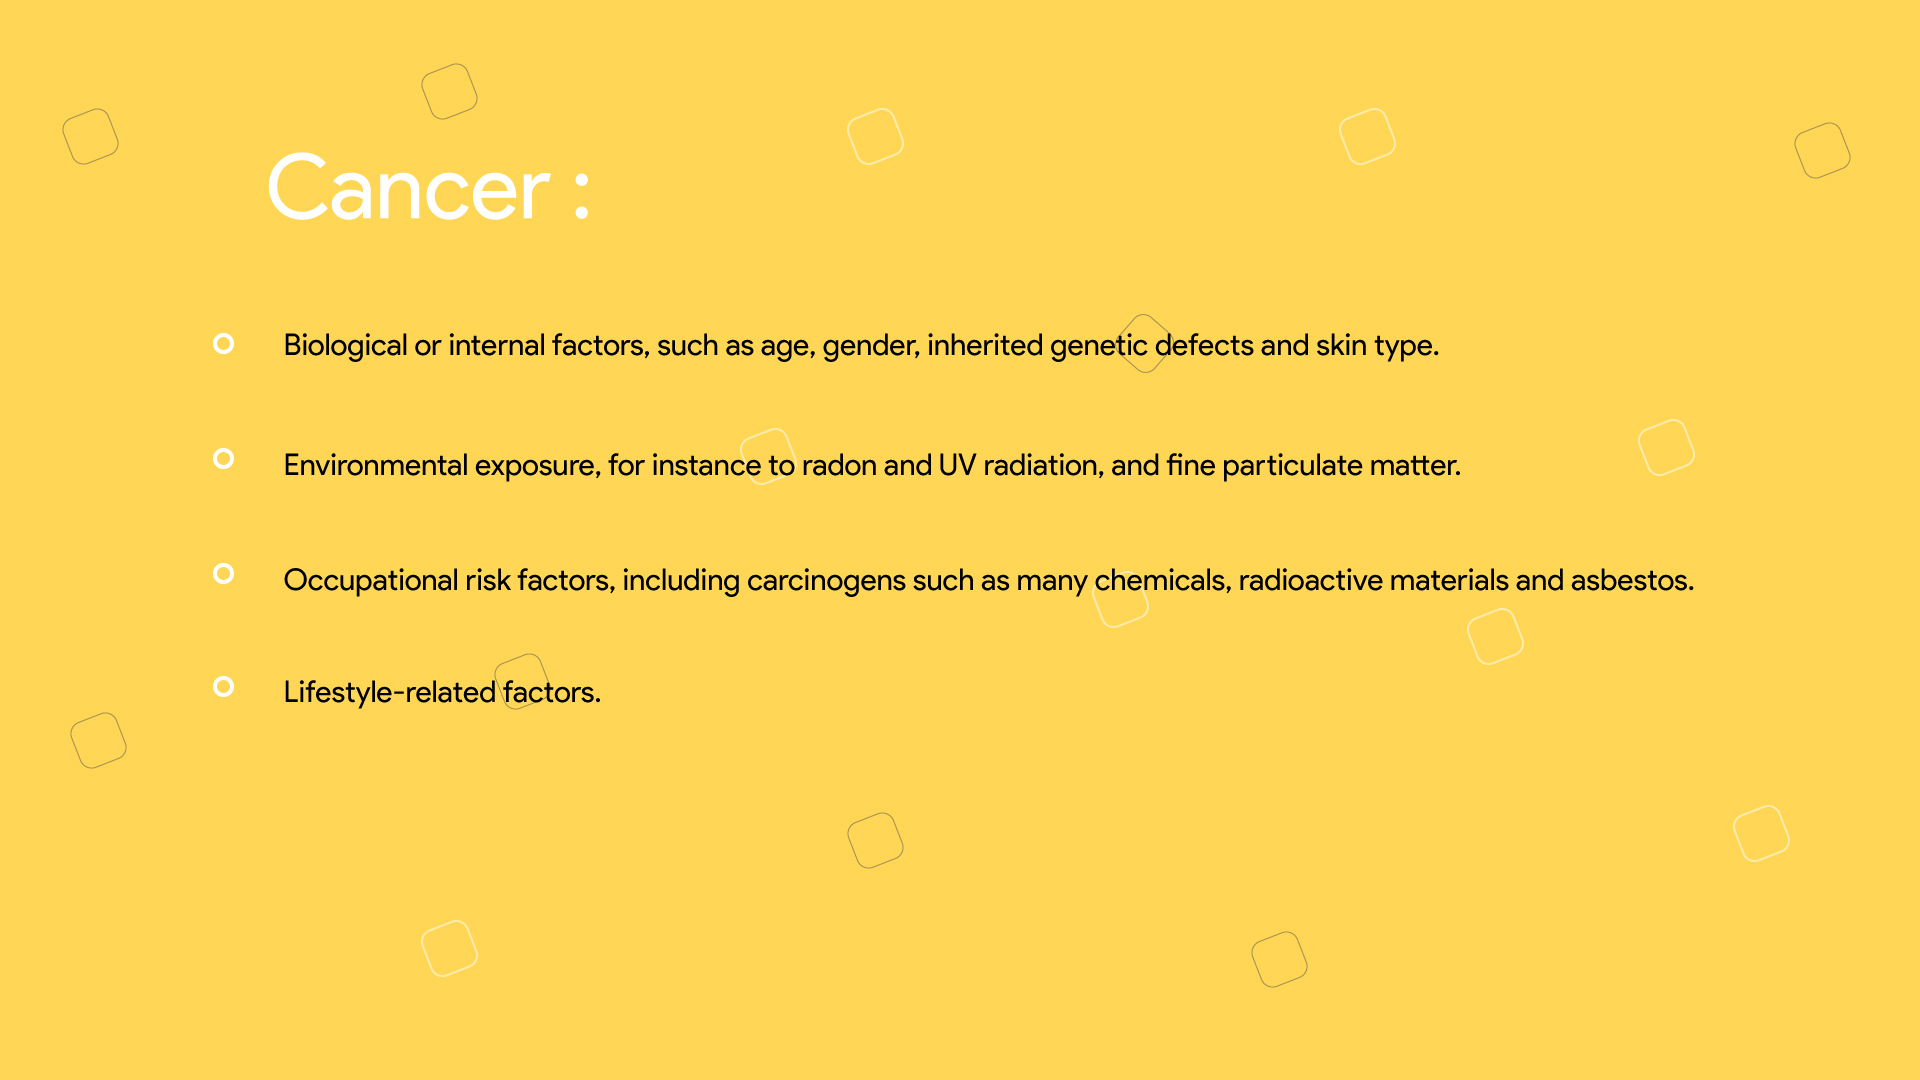 Cancer :
Biological or internal factors, such as age, gender, inherited genetic defects and skin type.
Environmental exposure, for instance to radon and UV radiation, and fine particulate matter.
Occupational risk factors, including carcinogens such as many chemicals, radioactive materials and asbestos.
Lifestyle-related factors.